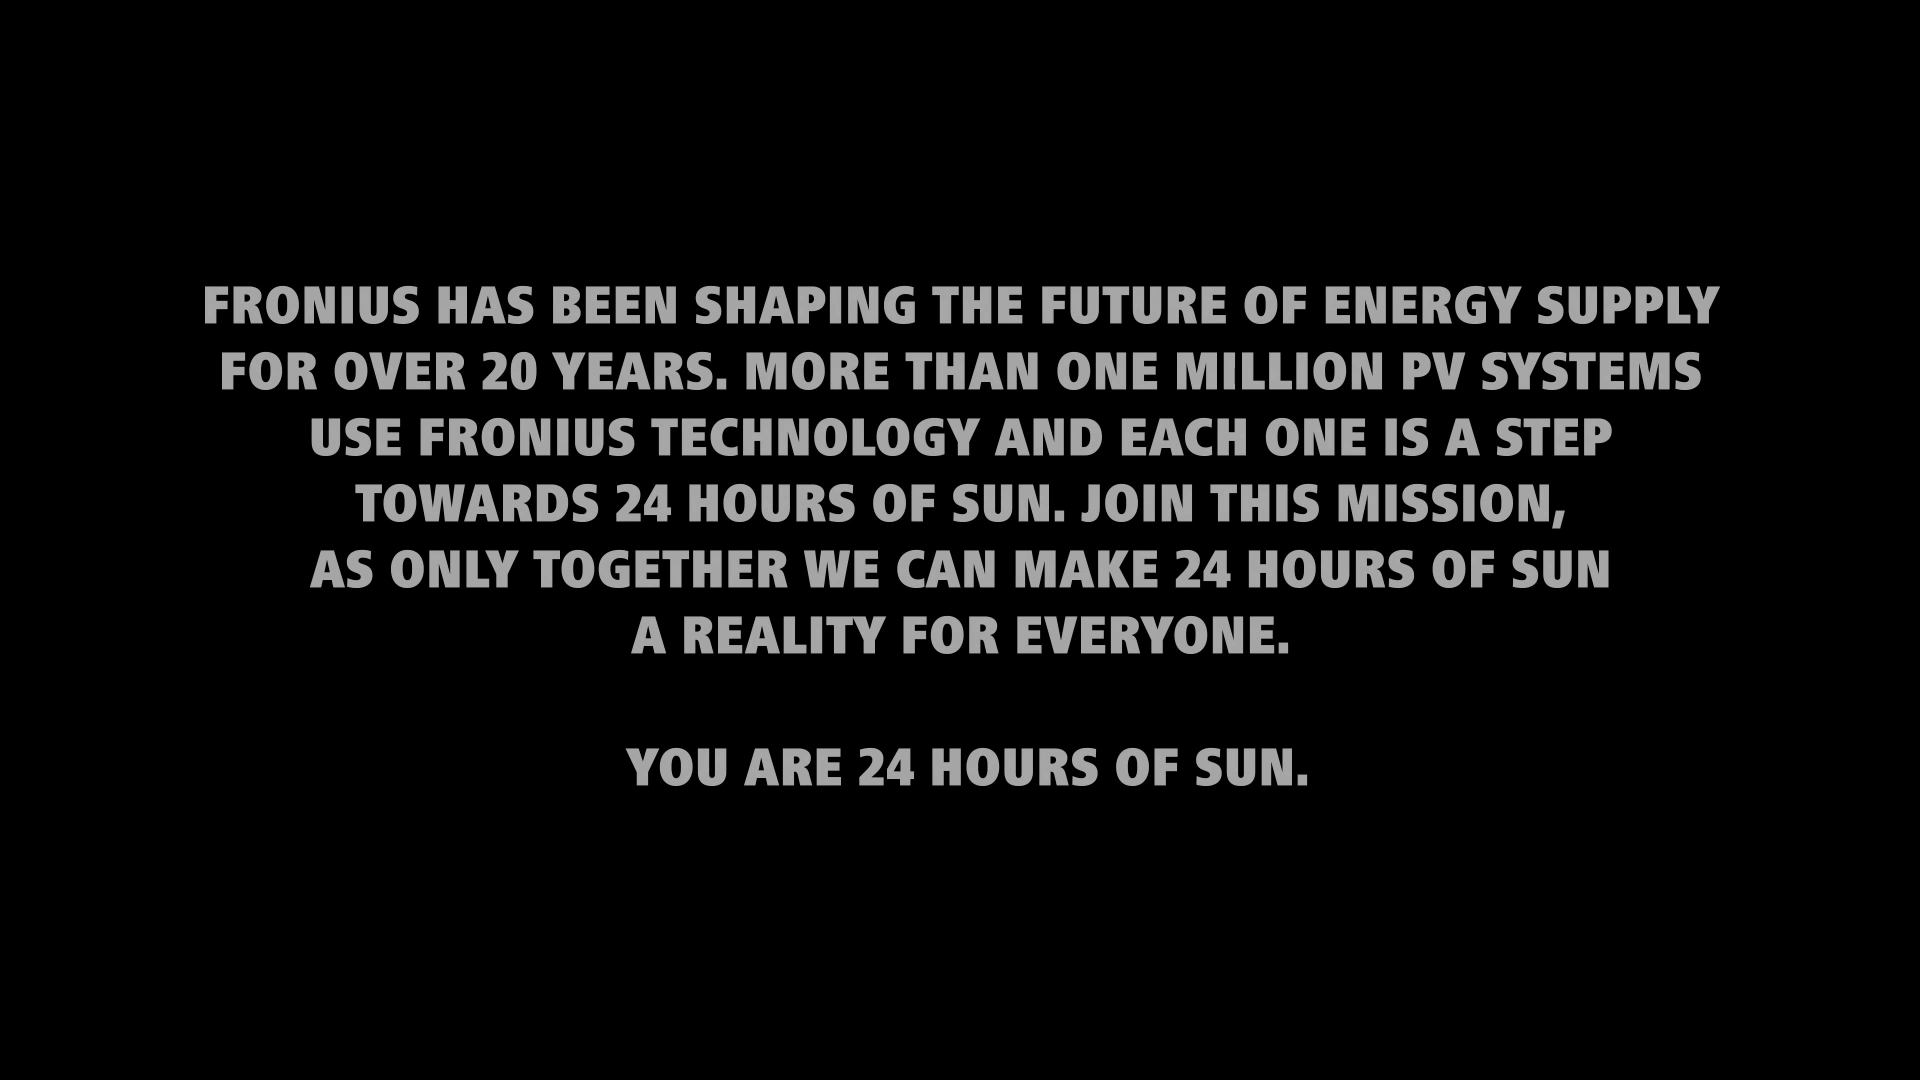 FRONIUS HAS BEEN SHAPING THE FUTURE OF ENERGY SUPPLY
FOR OVER 20 YEARS. MORE THAN ONE MILLION PV SYSTEMS
USE FRONIUS TECHNOLOGY AND EACH ONE IS A STEP
TOWARDS 24 HOURS OF SUN. JOIN THIS MISSION,
AS ONLY TOGETHER WE CAN MAKE 24 HOURS OF SUN
A REALITY FOR EVERYONE.
YOU ARE 24 HOURS OF SUN.